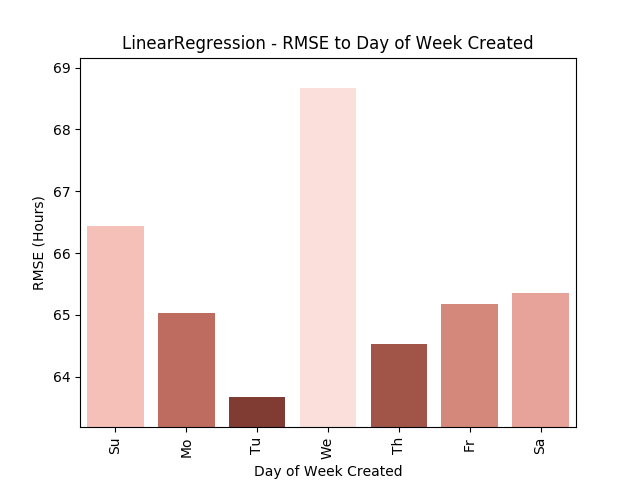 LinearRegression - RMSE to Day of Week Created
69
68
67
66
65
64
RMSE (Hours)
Su
Mo
Tu
We
Th
Fr
Sa
Day of Week Created